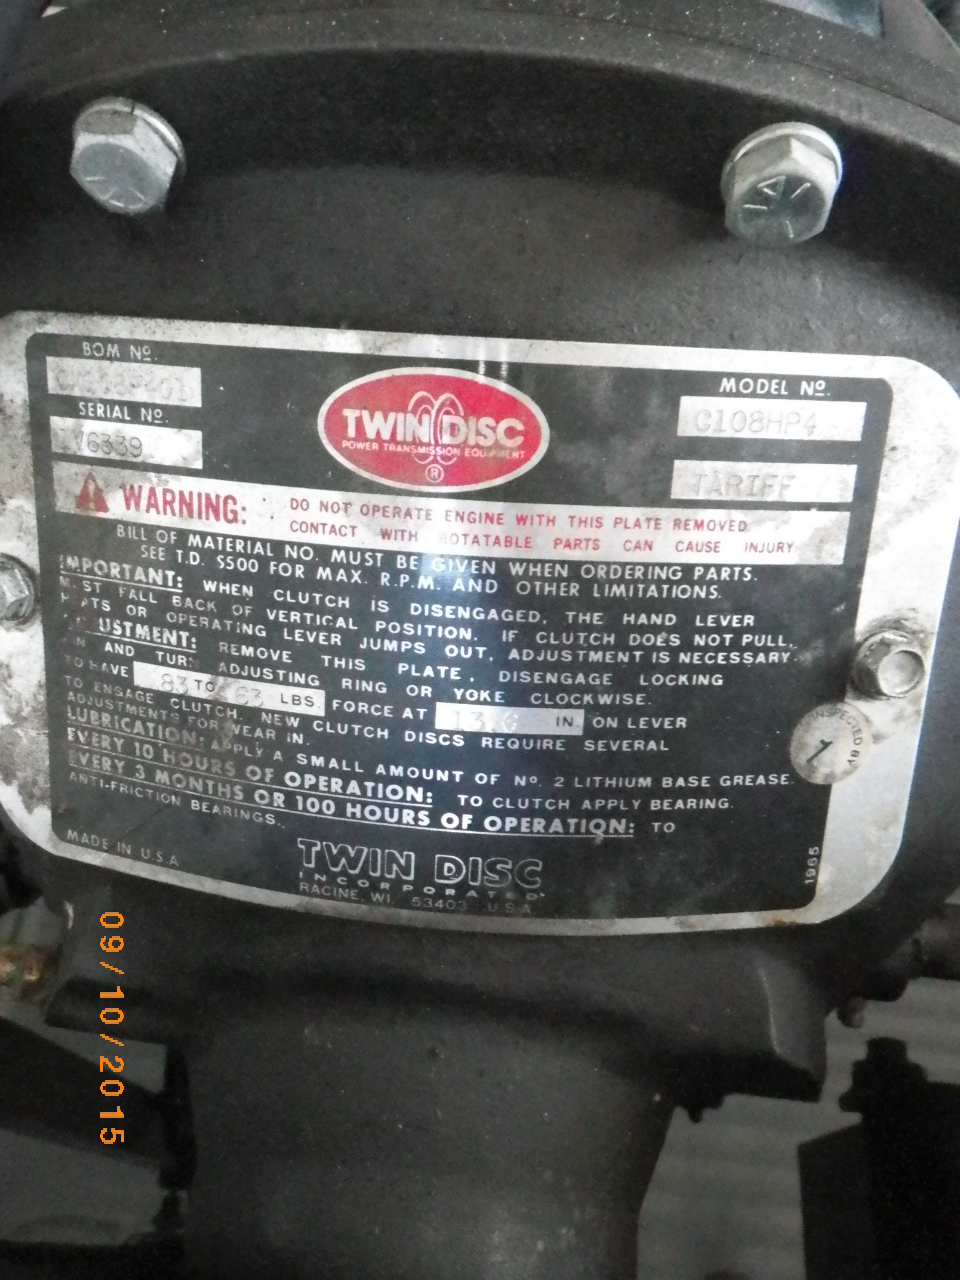 BOM Nº.
SERIAL Nº.
1V6339
TWIN DISC
POWER TRANSMISSION EQUIPMENT
®
MODEL Nº.
C108HP4
TARIFF
WARNING:
DO NOT OPERATE ENGINE WITH THIS PLATE REMOVED.
CONTACT WITH ROTATABLE PARTS CAN CAUSE INJURY.
BILL OF MATERIAL NO. MUST BE GIVEN WHEN ORDERING PARTS.
SEE T.D. S500 FOR MAX. R.P.M. AND OTHER LIMITATIONS.
IMPORTANT: WHEN CLUTCH IS DISENGAGED, THE HAND LEVER
MUST FALL BACK OF VERTICAL POSITION. IF CLUTCH DOES NOT PULL,
OR OPERATING LEVER JUMPS OUT, ADJUSTMENT IS NECESSARY.
ADJUSTMENT: REMOVE THIS PLATE, DISENGAGE LOCKING
PIN AND TURN ADJUSTING RING OR YOKE CLOCKWISE.
TO HAVE 83 TO 63 LBS. FORCE AT 13.6 IN. ON LEVER
TO ENGAGE CLUTCH. NEW CLUTCH DISCS REQUIRE SEVERAL
ADJUSTMENTS FOR WEAR IN.
LUBRICATION: APPLY A SMALL AMOUNT OF Nº. 2 LITHIUM BASE GREASE.
EVERY 10 HOURS OF OPERATION: TO CLUTCH APPLY BEARING.
EVERY 3 MONTHS OR 100 HOURS OF OPERATION: TO
ANTI-FRICTION BEARINGS.
INSPECTED BY
1
MADE IN U.S.A.
TWIN DISC
INCORPORATED
RACINE, WI. 53403 U.S.A.
1965
09/10/2015